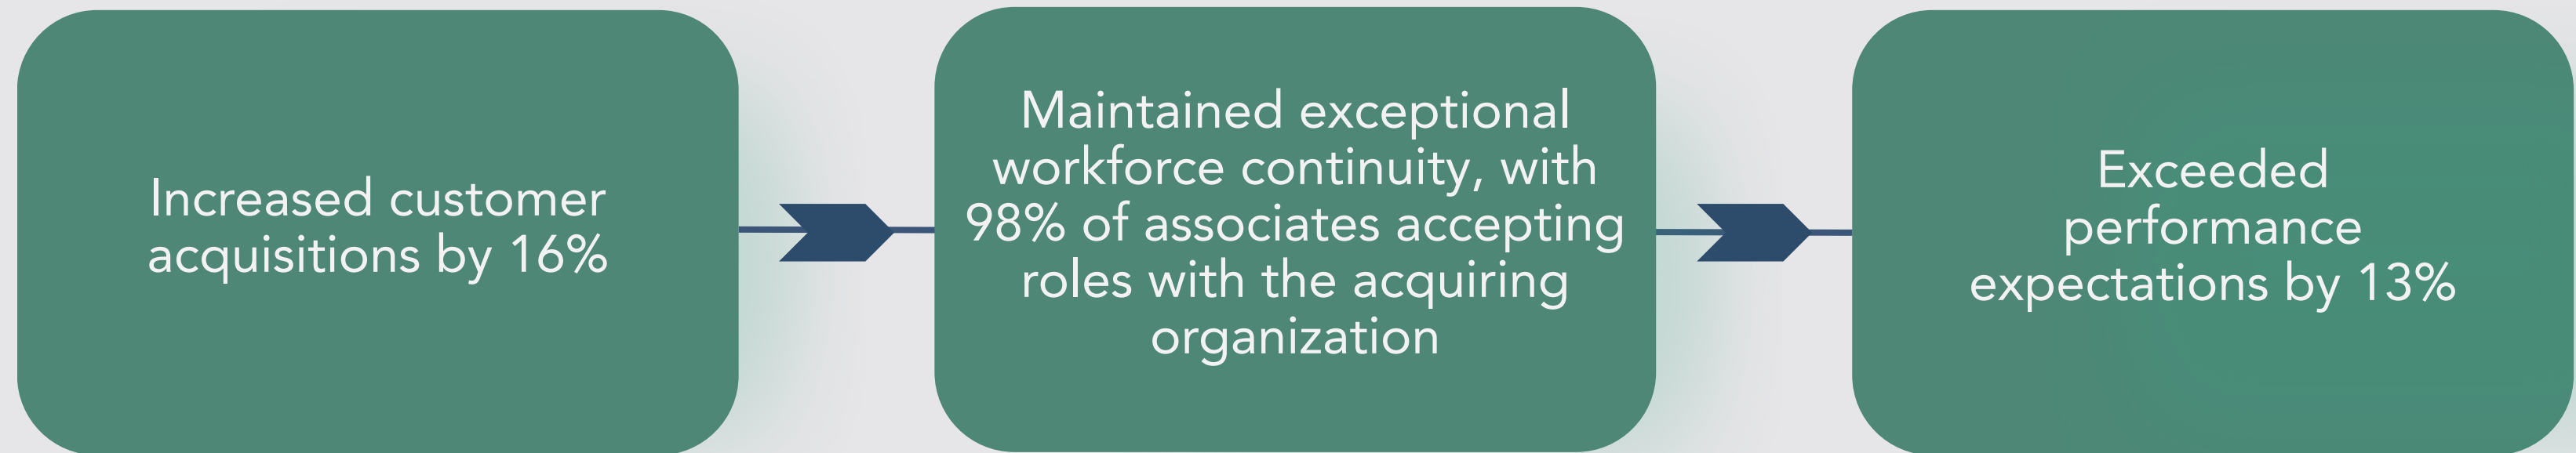 Increased customer
acquisitions by 16%
Maintained exceptional
workforce continuity, with
98% of associates accepting
roles with the acquiring
organization
Exceeded
performance
expectations by 13%